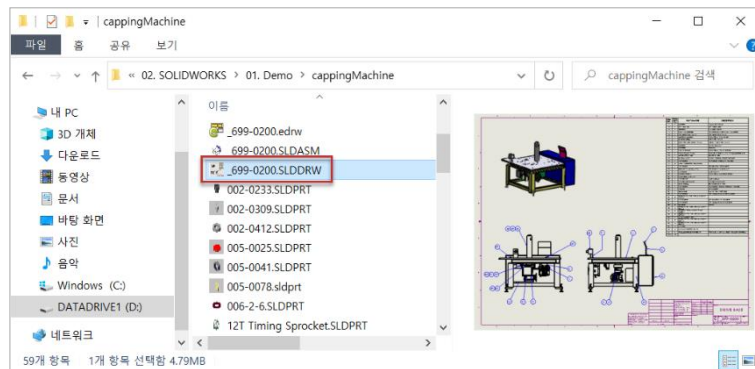 cappingMachine
파일 홈 공유 보기
« 02. SOLIDWORKS > 01. Demo > cappingMachine
cappingMachine 검색
내 PC
3D 개체
다운로드
동영상
문서
바탕 화면
사진
음악
Windows (C:)
DATADRIVE1 (D:)
네트워크
이름
_699-0200.edrw
_699-0200.SLDASM
_699-0200.SLDDRW
002-0233.SLDPRT
002-0309.SLDPRT
002-0412.SLDPRT
005-0025.SLDPRT
005-0041.SLDPRT
005-0078.sldprt
006-2-6.SLDPRT
12T Timing Sprocket.SLDPRT
59개 항목 1개 항목 선택함 4.79MB